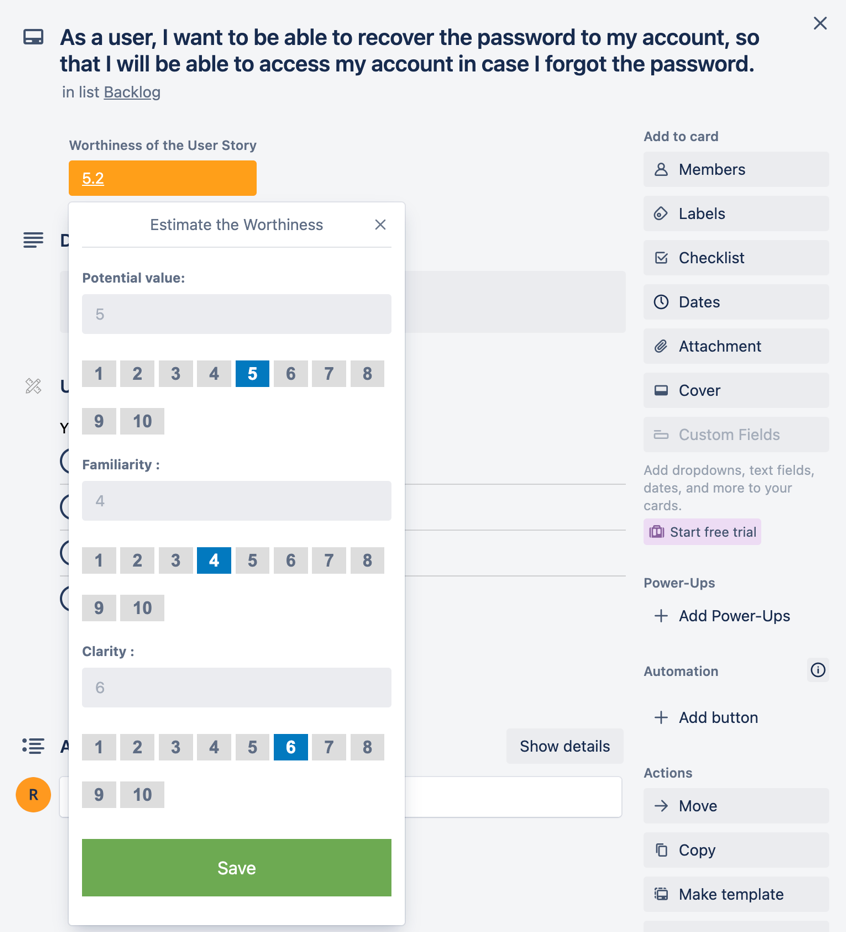 As a user, I want to be able to recover the password to my account, so
that I will be able to access my account in case I forgot the password.
in list Backlog
Worthiness of the User Story
5.2
Estimate the Worthiness
Potential value:
5
1 2 3 4 5 6 7 8
9 10
Familiarity :
4
1 2 3 4 5 6 7 8
9 10
Clarity :
6
1 2 3 4 5 6 7 8
9 10
Save
Show details
R
Add to card
Members
Labels
Checklist
Dates
Attachment
Cover
Custom Fields
Add dropdowns, text fields,
dates, and more to your
cards.
Start free trial
Power-Ups
+ Add Power-Ups
Automation
+ Add button
Actions
Move
Copy
Make template